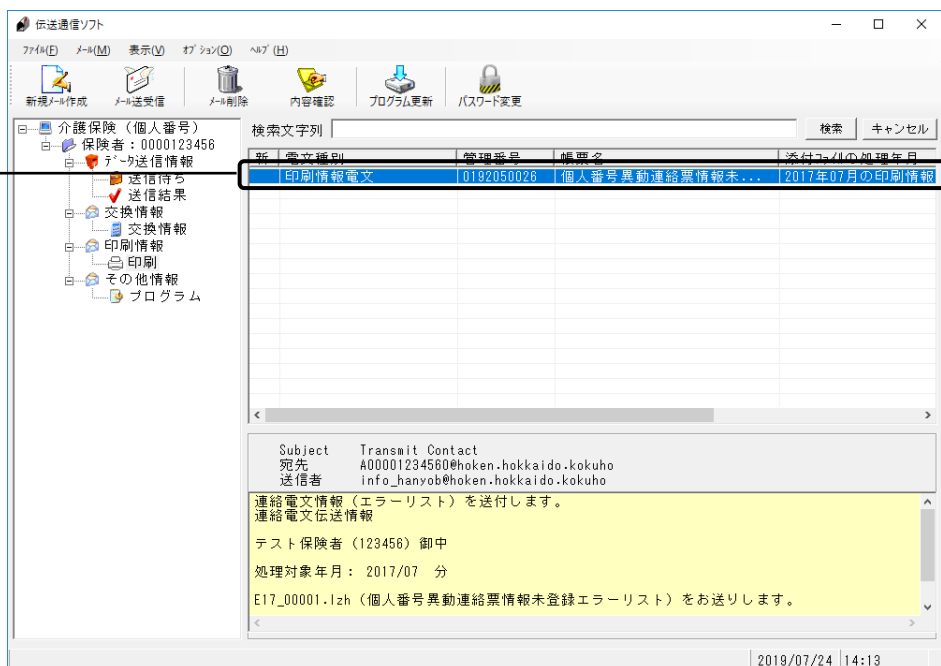 伝送通信ソフト
ﾌｧｲﾙ(F) ﾒｰﾙ(M) 表示(V) ｵﾌﾟｼｮﾝ(O) ﾍﾙﾌﾟ(H)
新規ﾒｰﾙ作成 ﾒｰﾙ送受信 ﾒｰﾙ削除 内容確認 ﾌﾟﾛｸﾞﾗﾑ更新 ﾊﾟｽﾜｰﾄﾞ変更
介護保険（個人番号）
保険者：0000123456
ﾃﾞｰﾀ送信情報
送信待ち
送信結果
交換情報
交換情報
印刷情報
印刷
その他情報
プログラム
検索文字列 検索 キャンセル
新 電文種別 管理番号 帳票名 添付ﾌｧｲﾙの処理年月
印刷情報電文 0192050026 個人番号異動連絡票情報未... 2017年07月の印刷情報
Subject Transmit Contact
宛先 A00001234560@hoken.hokkaido.kokuho
送信者 info_hanyob@hoken.hokkaido.kokuho
連絡電文情報（エラーリスト）を送付します。
連絡電文伝送情報
テスト保険者（123456）御中
処理対象年月： 2017/07 分
E17_00001.lzh（個人番号異動連絡票情報未登録エラーリスト）をお送りします。
2019/07/24 14:13